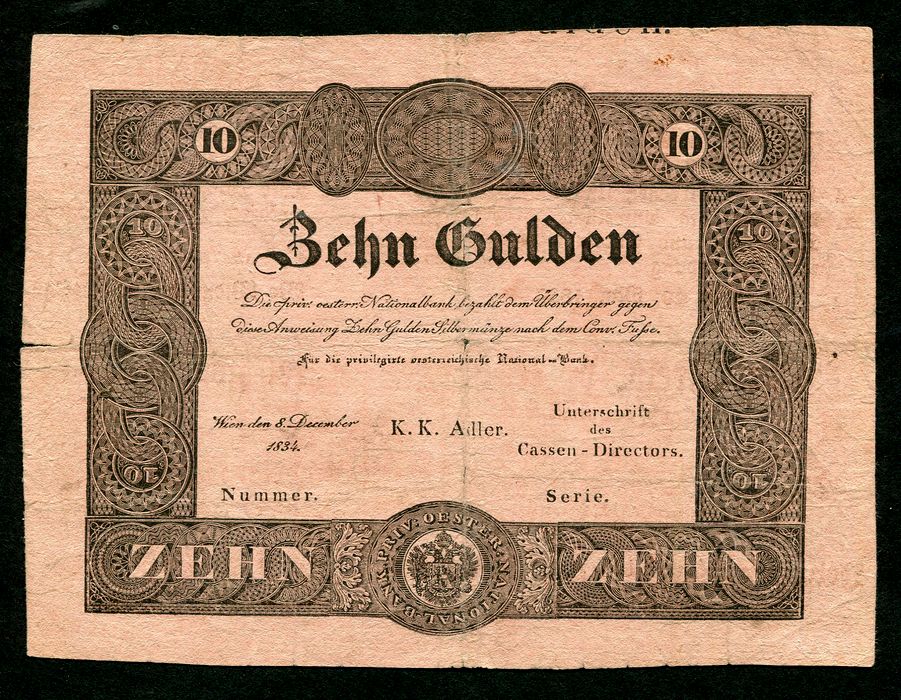 10 10
Zehn Gulden
10 10
Die priv: oesterr: Nationalbank bezahlt dem Überbringer gegen
diese Anweisung Zehn Gulden Silbermünze nach dem Conv. Fuſse.
Für die privilegirte oesterreichische National-Bank.
Wien den 8. December
1834.
K. K. Adler.
Unterschrift
des
Cassen-Directors.
10 10
Nummer. Serie.
PRIV: OESTER: NATIONAL-BANK
ZEHN ZEHN